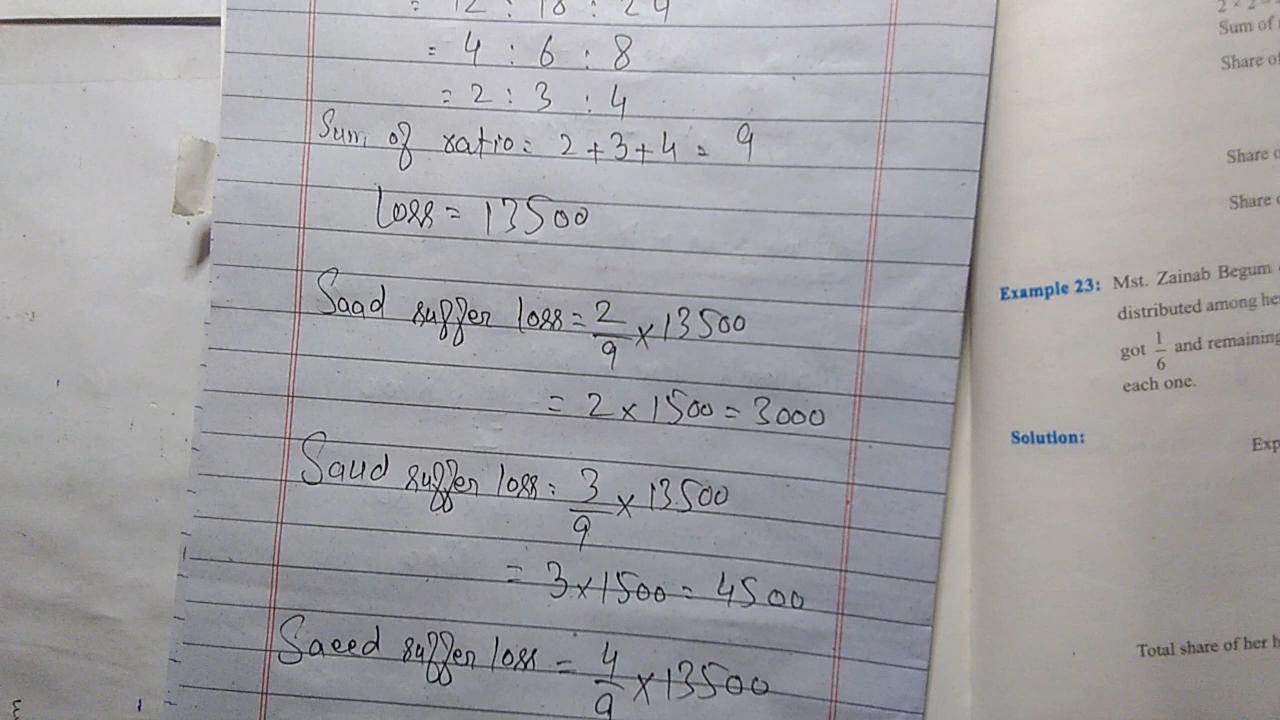 = 12 : 18 : 24
= 4 : 6 : 8
= 2 : 3 : 4
Sum of ratio = 2+3+4 = 9
Loss = 13500
Saad suffer loss = 2/9 × 13500
= 2 × 1500 = 3000
Saud suffer loss = 3/9 × 13500
= 3 × 1500 = 4500
Saeed suffer loss = 4/9 × 13500
Sum of
Share of
Share
Share
Example 23: Mst. Zainab Begum
distributed among he
got 1/6 and remaining
each one.
Solution:
Exp
Total share of her h